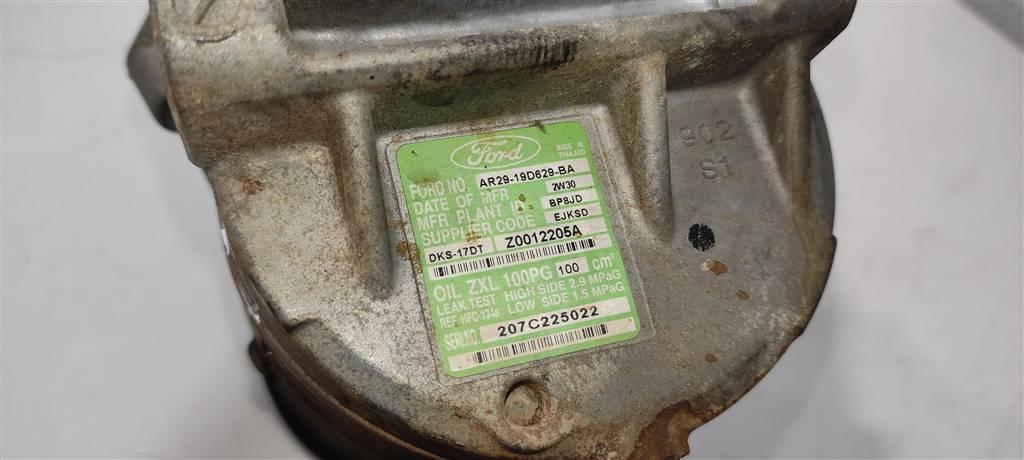 Ford
MADE IN
THAILAND
FORD NO. AR29-19D629-BA
DATE OF MFR 2W30
MFR PLANT I BP8JD
SUPPLIER CODE EJKSD
DKS-17DT Z0012205A
OIL ZXL 100PG 100 cm³
LEAK.TEST HIGH SIDE 2.9 MPaG
REF. HFC-134a LOW SIDE 1.5 MPaG
SERI.NO. 207C225022
902
S1